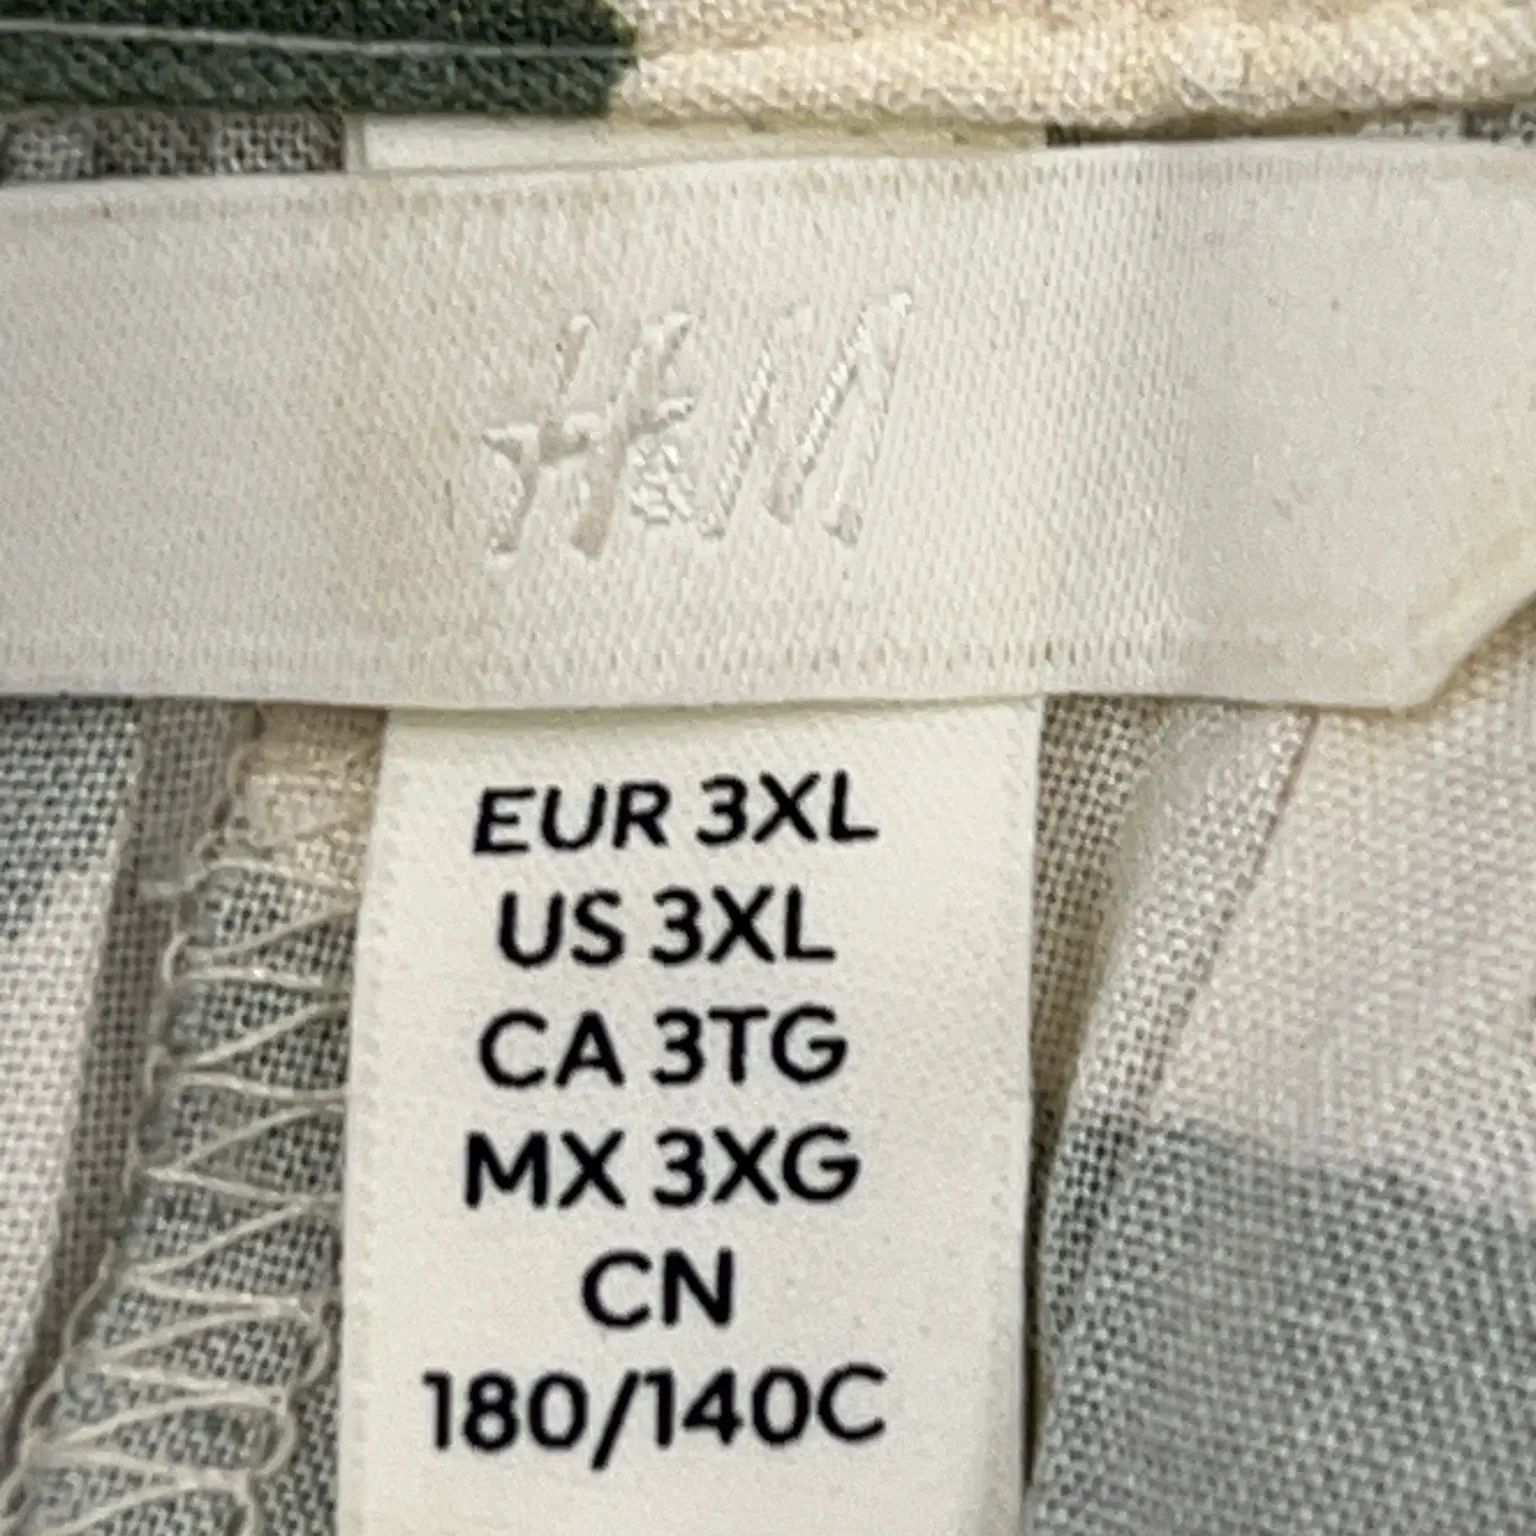 H&M
EUR 3XL
US 3XL
CA 3TG
MX 3XG
CN
180/140C